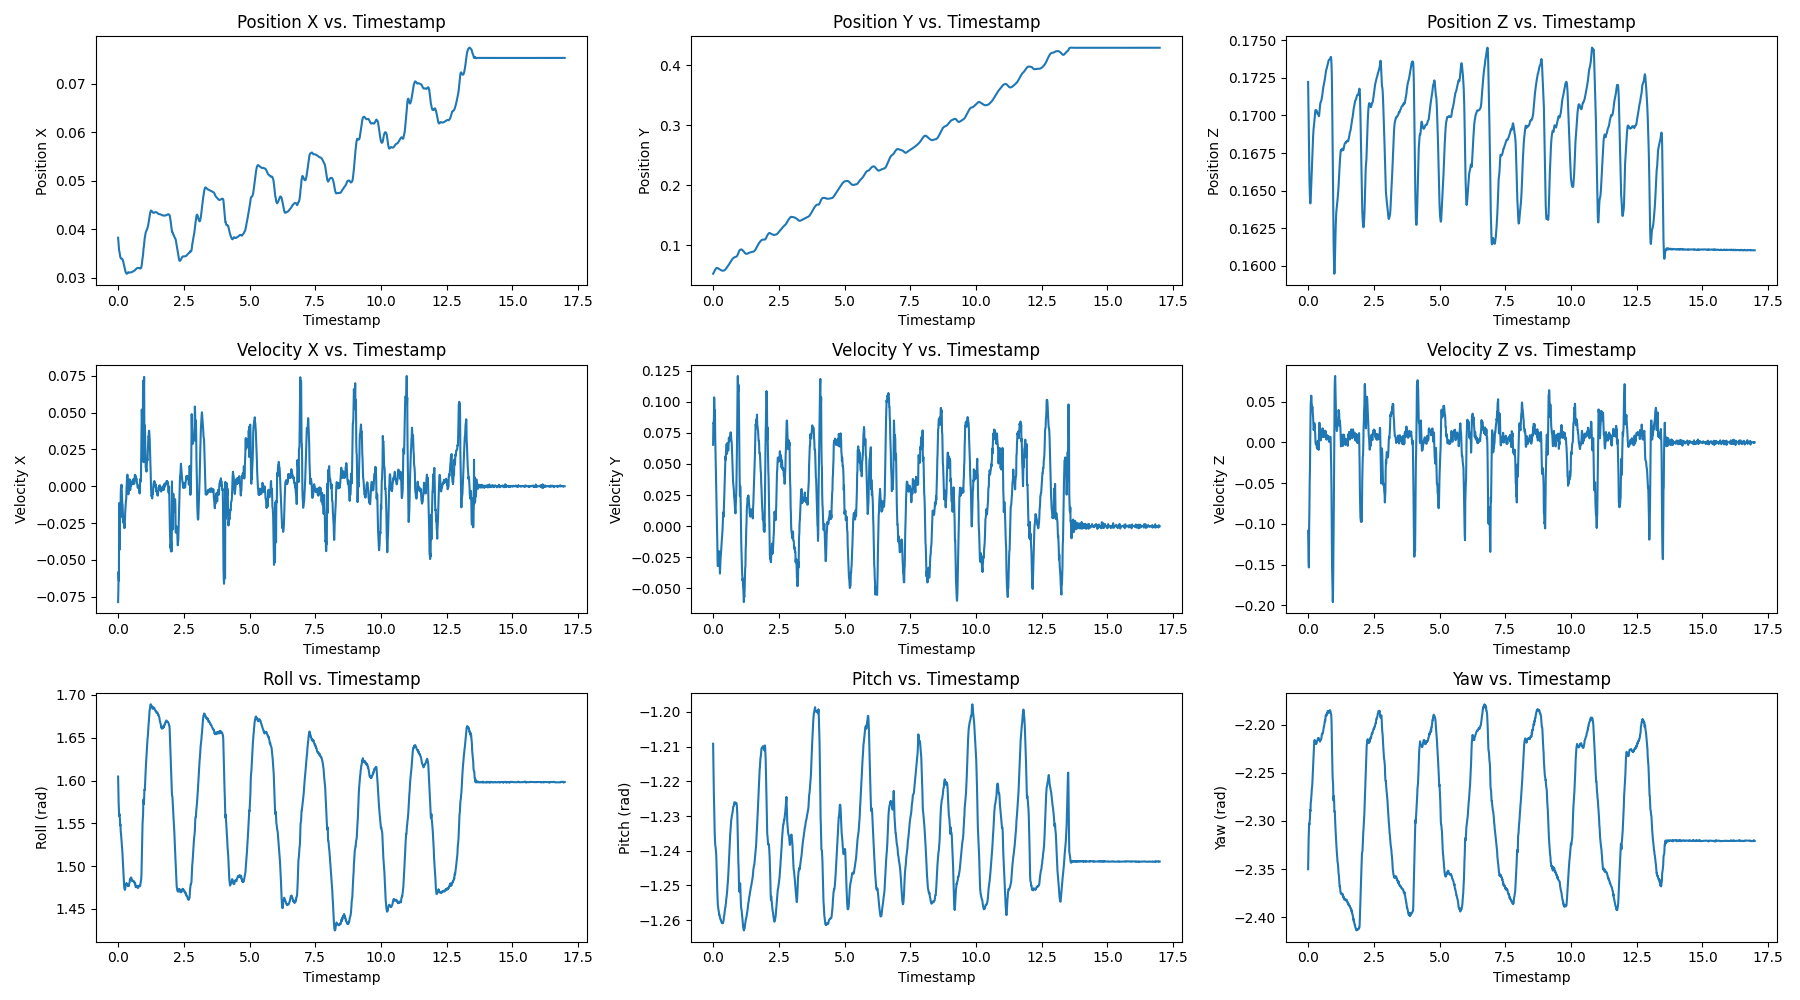 Position X vs. Timestamp
Position X
0.07
0.06
0.05
0.04
0.03
0.0 2.5 5.0 7.5 10.0 12.5 15.0 17.5
Timestamp
Position Y vs. Timestamp
Position Y
0.4
0.3
0.2
0.1
0.0 2.5 5.0 7.5 10.0 12.5 15.0 17.5
Timestamp
Position Z vs. Timestamp
Position Z
0.1750
0.1725
0.1700
0.1675
0.1650
0.1625
0.1600
0.0 2.5 5.0 7.5 10.0 12.5 15.0 17.5
Timestamp
Velocity X vs. Timestamp
Velocity X
0.075
0.050
0.025
0.000
−0.025
−0.050
−0.075
0.0 2.5 5.0 7.5 10.0 12.5 15.0 17.5
Timestamp
Velocity Y vs. Timestamp
Velocity Y
0.125
0.100
0.075
0.050
0.025
0.000
−0.025
−0.050
0.0 2.5 5.0 7.5 10.0 12.5 15.0 17.5
Timestamp
Velocity Z vs. Timestamp
Velocity Z
0.05
0.00
−0.05
−0.10
−0.15
−0.20
0.0 2.5 5.0 7.5 10.0 12.5 15.0 17.5
Timestamp
Roll vs. Timestamp
Roll (rad)
1.70
1.65
1.60
1.55
1.50
1.45
0.0 2.5 5.0 7.5 10.0 12.5 15.0 17.5
Timestamp
Pitch vs. Timestamp
Pitch (rad)
−1.20
−1.21
−1.22
−1.23
−1.24
−1.25
−1.26
0.0 2.5 5.0 7.5 10.0 12.5 15.0 17.5
Timestamp
Yaw vs. Timestamp
Yaw (rad)
−2.20
−2.25
−2.30
−2.35
−2.40
0.0 2.5 5.0 7.5 10.0 12.5 15.0 17.5
Timestamp